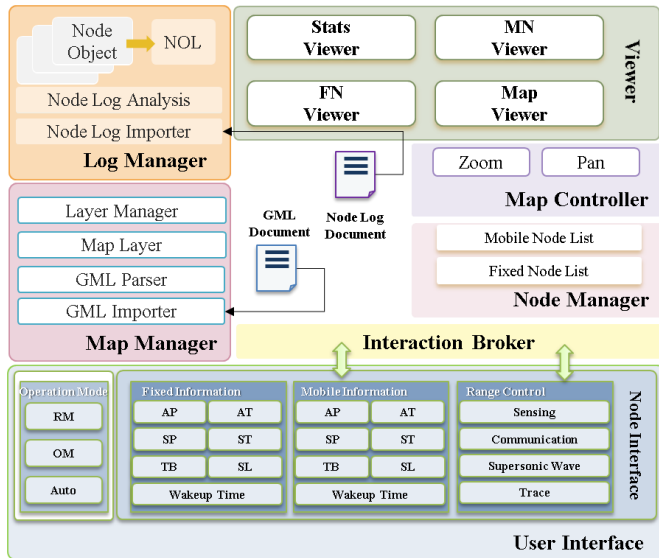 Node
Object
NOL
Node Log Analysis
Node Log Importer
Log Manager
Stats
Viewer
MN
Viewer
FN
Viewer
Map
Viewer
Viewer
Zoom
Pan
Map Controller
Layer Manager
Map Layer
GML Parser
GML Importer
Map Manager
GML
Document
Node Log
Document
Mobile Node List
Fixed Node List
Node Manager
Interaction Broker
Operation Mode
RM
OM
Auto
Fixed Information
AP
AT
SP
ST
TB
SL
Wakeup Time
Mobile Information
AP
AT
SP
ST
TB
SL
Wakeup Time
Range Control
Sensing
Communication
Supersonic Wave
Trace
Node Interface
User Interface